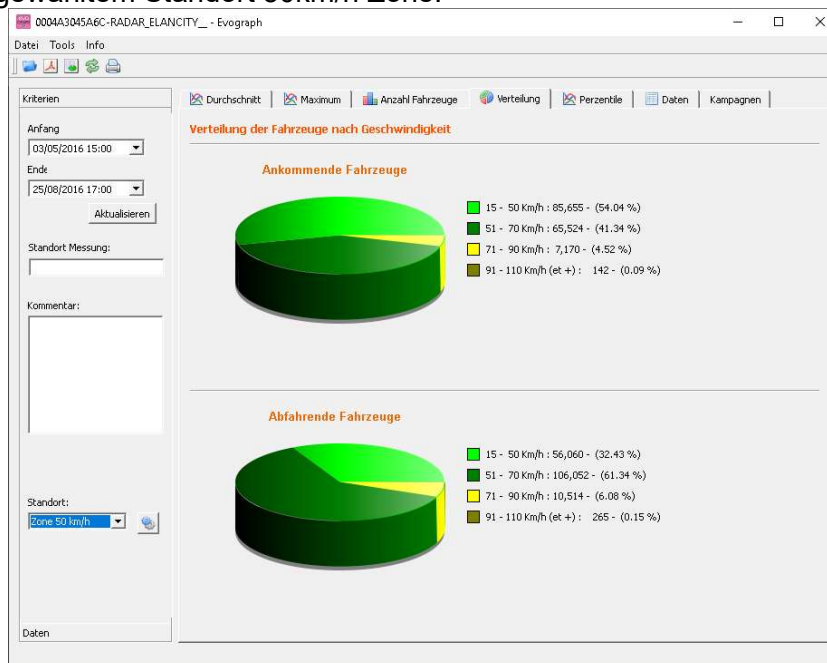 0004A3045A6C-RADAR_ELANCITY__ - Evograph
Datei Tools Info
Kriterien
Durchschnitt Maximum Anzahl Fahrzeuge Verteilung Perzentile Daten Kampagnen
Anfang
03/05/2016 15:00
Ende
25/08/2016 17:00
Aktualisieren
Standort Messung:
Kommentar:
Standort:
Zone 50 km/h
Daten
Verteilung der Fahrzeuge nach Geschwindigkeit
Ankommende Fahrzeuge
15 - 50 Km/h : 85,655 - (54.04 %)
51 - 70 Km/h : 65,524 - (41.34 %)
71 - 90 Km/h : 7,170 - (4.52 %)
91 - 110 Km/h (et +) : 142 - (0.09 %)
Abfahrende Fahrzeuge
15 - 50 Km/h : 56,060 - (32.43 %)
51 - 70 Km/h : 106,052 - (61.34 %)
71 - 90 Km/h : 10,514 - (6.08 %)
91 - 110 Km/h (et +) : 265 - (0.15 %)